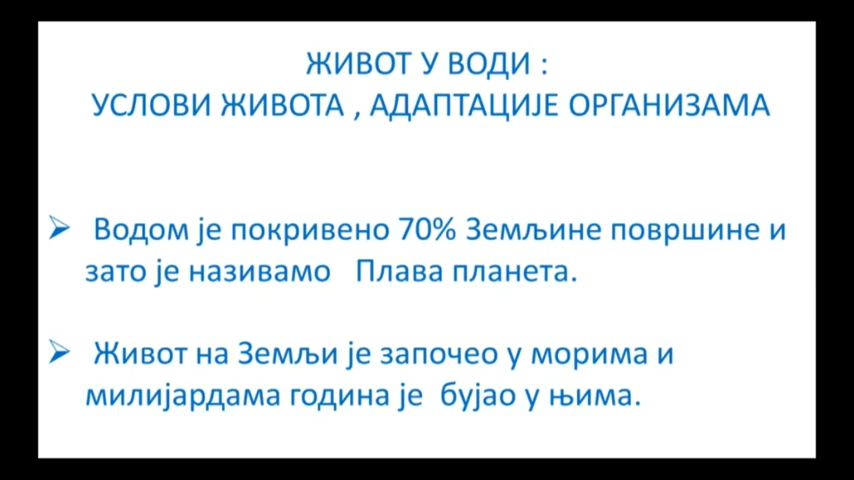 ЖИВОТ У ВОДИ :
УСЛОВИ ЖИВОТА , АДАПТАЦИЈЕ ОРГАНИЗАМА
Водом је покривено 70% Земљине површине и
зато је називамо Плава планета.
Живот на Земљи је започео у морима и
милијардама година је бујао у њима.